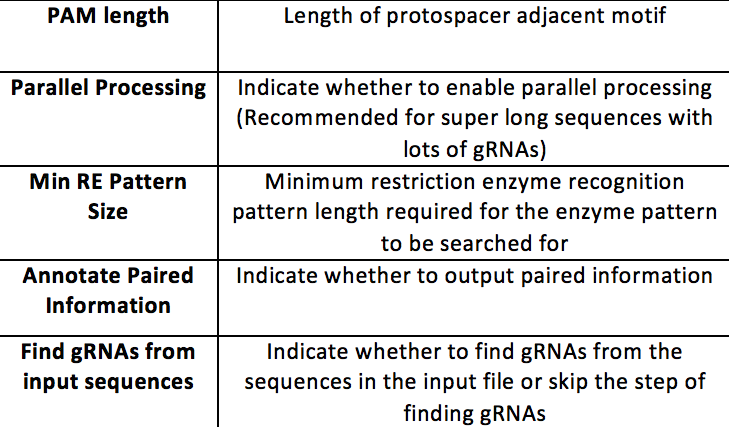 PAM length
Length of protospacer adjacent motif
Parallel Processing
Indicate whether to enable parallel processing
(Recommended for super long sequences with
lots of gRNAs)
Min RE Pattern
Size
Minimum restriction enzyme recognition
pattern length required for the enzyme pattern
to be searched for
Annotate Paired
Information
Indicate whether to output paired information
Find gRNAs from
input sequences
Indicate whether to find gRNAs from the
sequences in the input file or skip the step of
finding gRNAs